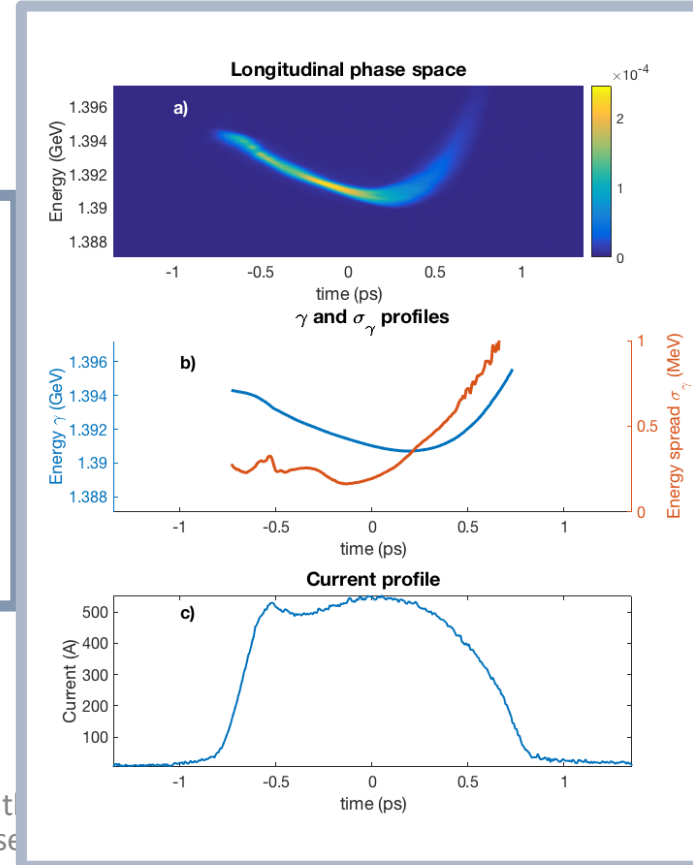 Longitudinal phase space
×10⁻⁴
a)
Energy (GeV)
1.396
1.394
1.392
1.39
1.388
2
1
0
-1
-0.5
0
0.5
1
time (ps)
γ and σγ profiles
b)
Energy γ (GeV)
1.396
1.394
1.392
1.39
1.388
1
0.5
0
Energy spread σγ (MeV)
-1
-0.5
0
0.5
1
time (ps)
Current profile
c)
Current (A)
500
400
300
200
100
-1
-0.5
0
0.5
1
time (ps)